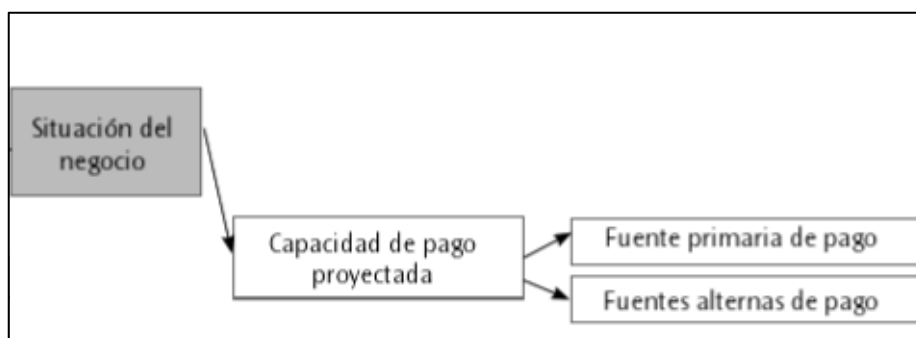 Situación del
negocio
Capacidad de pago
proyectada
Fuente primaria de pago
Fuentes alternas de pago